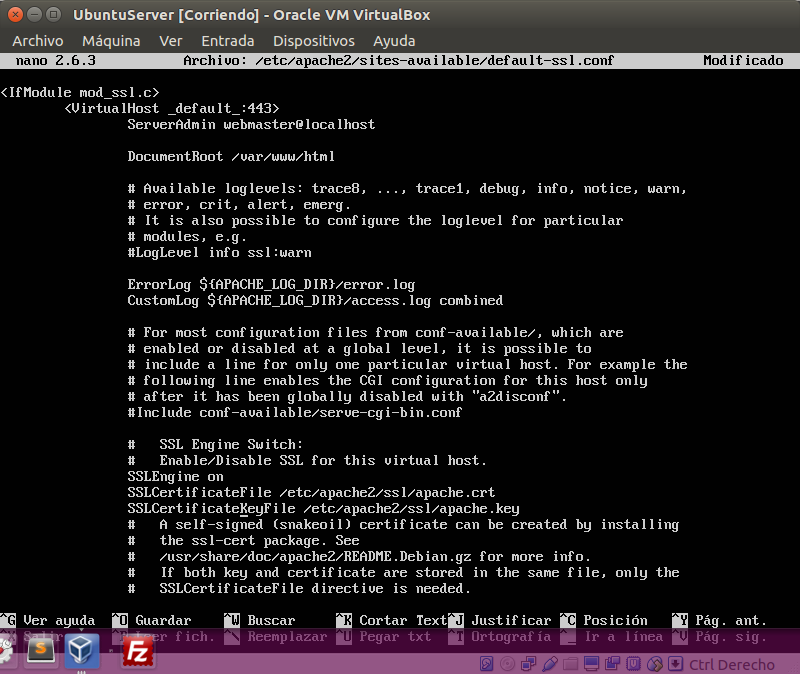 UbuntuServer [Corriendo] - Oracle VM VirtualBox
Archivo Máquina Ver Entrada Dispositivos Ayuda
nano 2.6.3 Archivo: /etc/apache2/sites-available/default-ssl.conf Modificado
<IfModule mod_ssl.c>
<VirtualHost _default_:443>
ServerAdmin webmaster@localhost
DocumentRoot /var/www/html
# Available loglevels: trace8, ..., trace1, debug, info, notice, warn,
# error, crit, alert, emerg.
# It is also possible to configure the loglevel for particular
# modules, e.g.
#LogLevel info ssl:warn
ErrorLog ${APACHE_LOG_DIR}/error.log
CustomLog ${APACHE_LOG_DIR}/access.log combined
# For most configuration files from conf-available/, which are
# enabled or disabled at a global level, it is possible to
# include a line for only one particular virtual host. For example the
# following line enables the CGI configuration for this host only
# after it has been globally disabled with "a2disconf".
#Include conf-available/serve-cgi-bin.conf
#   SSL Engine Switch:
#   Enable/Disable SSL for this virtual host.
SSLEngine on
SSLCertificateFile /etc/apache2/ssl/apache.crt
SSLCertificateKeyFile /etc/apache2/ssl/apache.key
#   A self-signed (snakeoil) certificate can be created by installing
#   the ssl-cert package. See
#   /usr/share/doc/apache2/README.Debian.gz for more info.
#   If both key and certificate are stored in the same file, only the
#   SSLCertificateFile directive is needed.
^G Ver ayuda ^O Guardar ^W Buscar ^K Cortar Text ^J Justificar ^C Posición ^Y Pág. ant.
Salir Leer fich. ^\ Reemplazar ^U Pegar txt ^T Ortografía ^_ Ir a línea ^V Pág. sig.
S Fz Ctrl Derecho